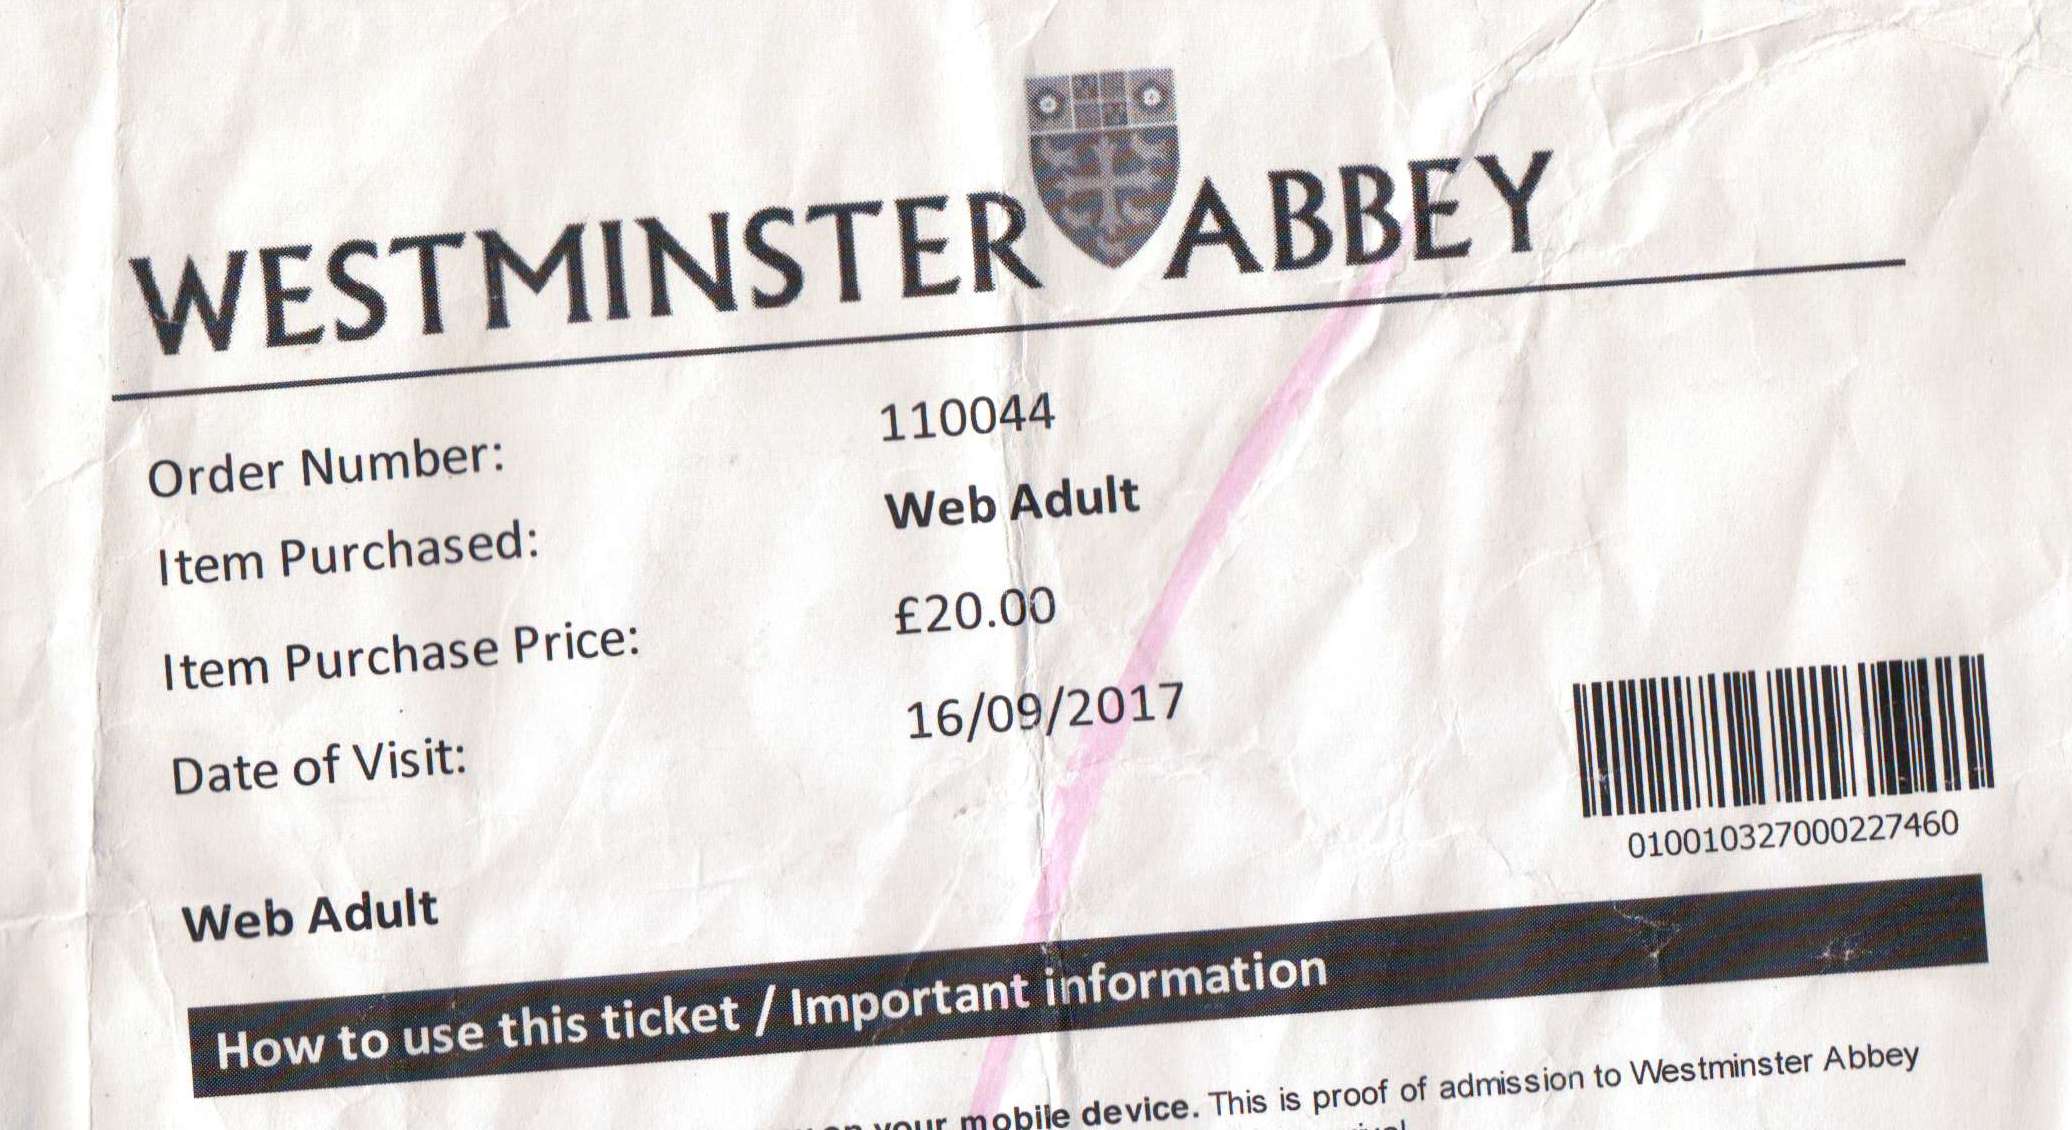 WESTMINSTER ABBEY
Order Number: 110044
Item Purchased: Web Adult
Item Purchase Price: £20.00
Date of Visit: 16/09/2017
010010327000227460
Web Adult
How to use this ticket / Important information
on your mobile device. This is proof of admission to Westminster Abbey